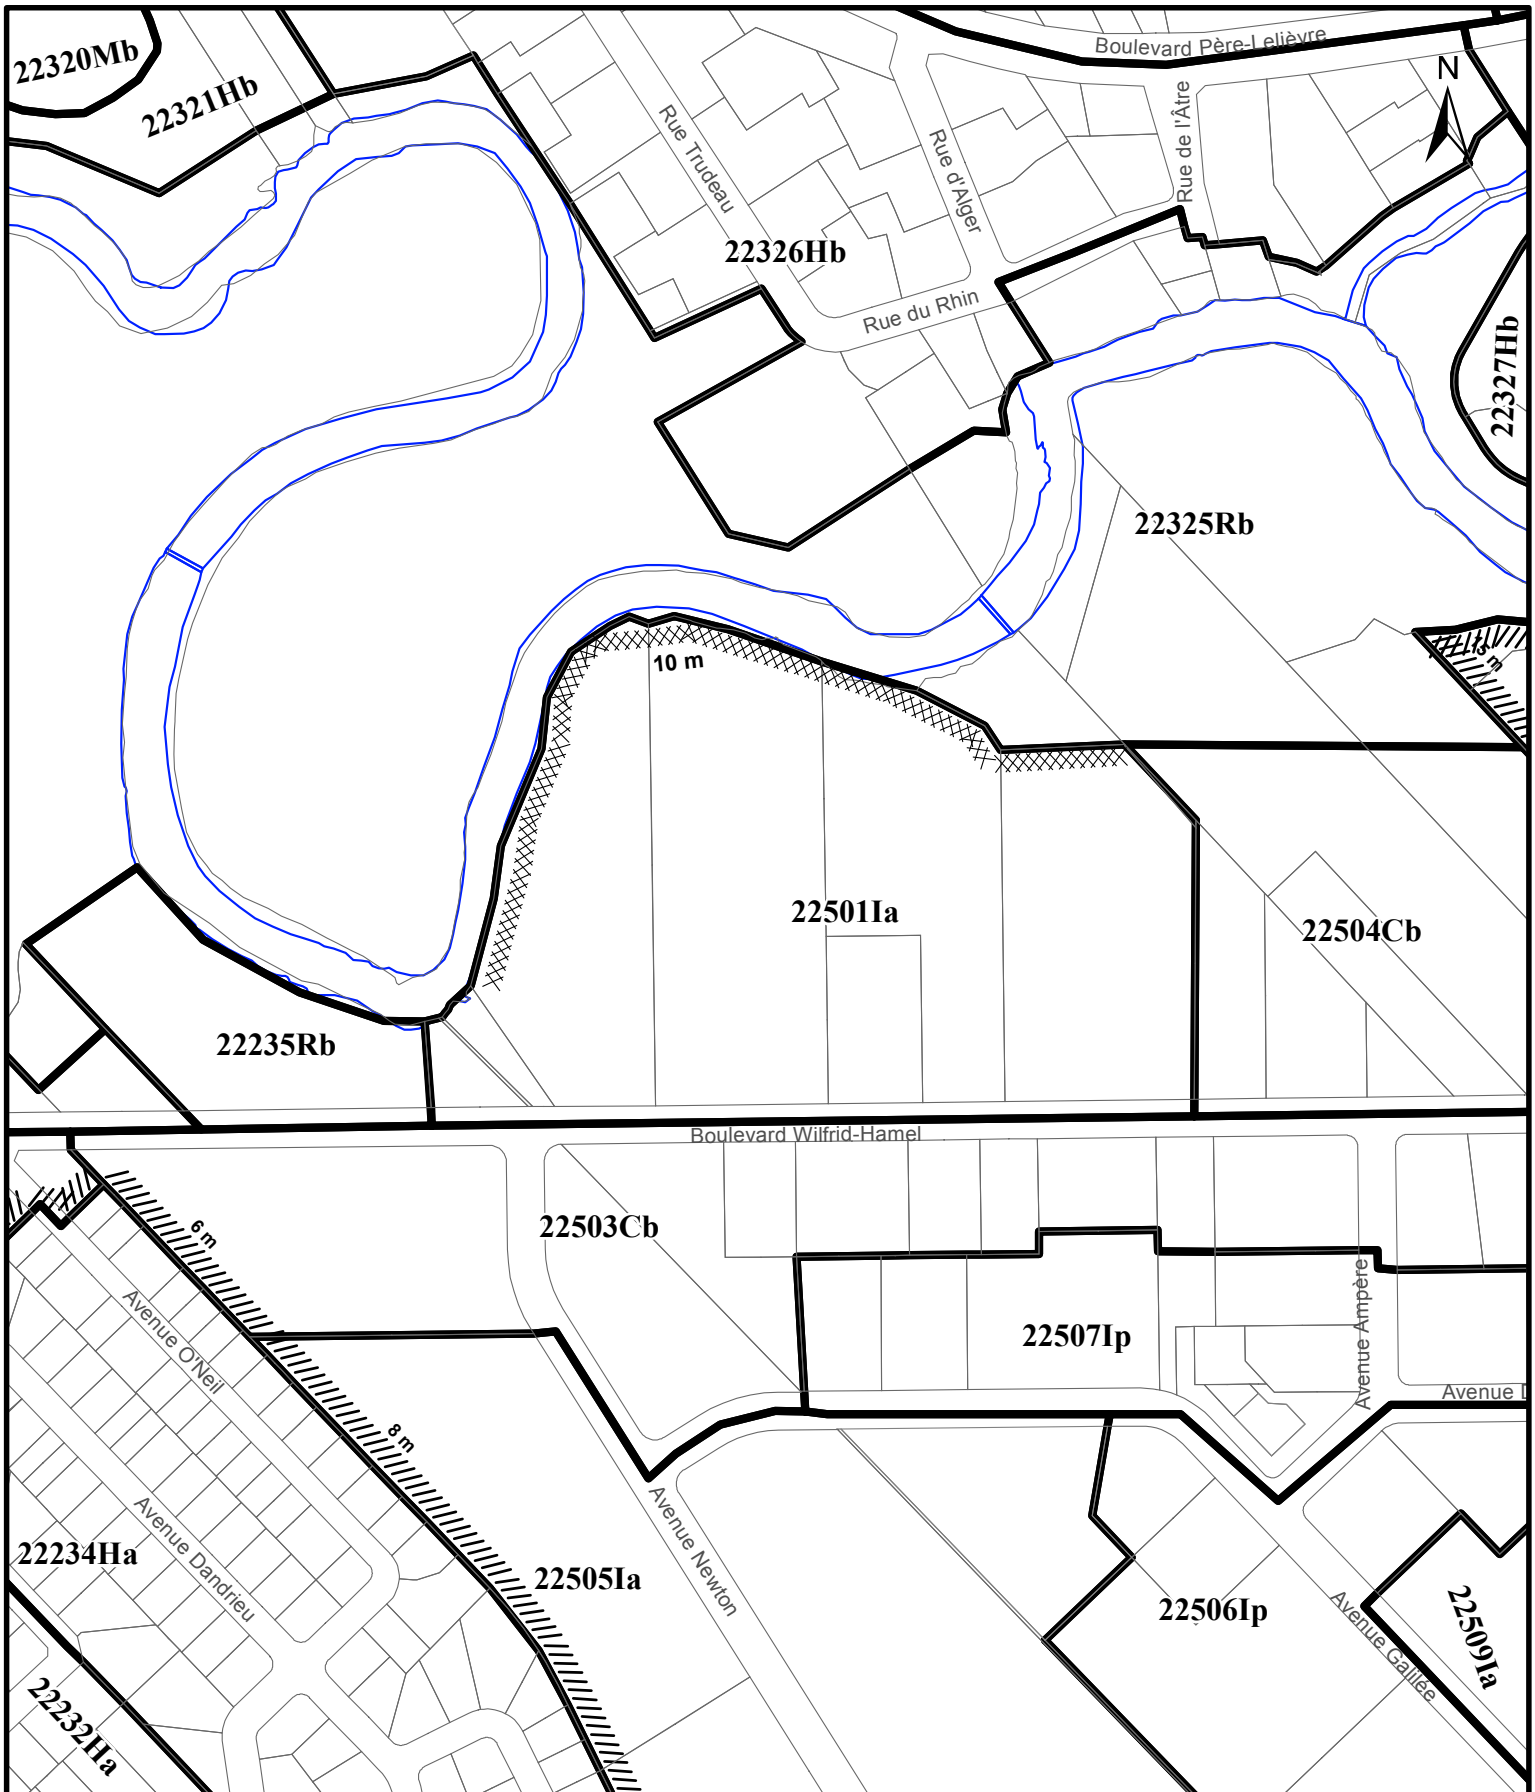 Boulevard Père-Lelièvre
22320Mb
22321Hb
N
Rue Trudeau
Rue d'Alger
Rue de l'Âtre
22326Hb
Rue du Rhin
22327Hb
22325Rb
10 m
15 m
22501Ia
22504Cb
22235Rb
Boulevard Wilfrid-Hamel
6 m
22503Cb
Avenue O'Neil
22507Ip
Avenue Ampère
Avenue D
8 m
Avenue Dandrieu
22234Ha
22505Ia
Avenue Newton
22506Ip
Avenue Galilée
22509Ia
22232Ha